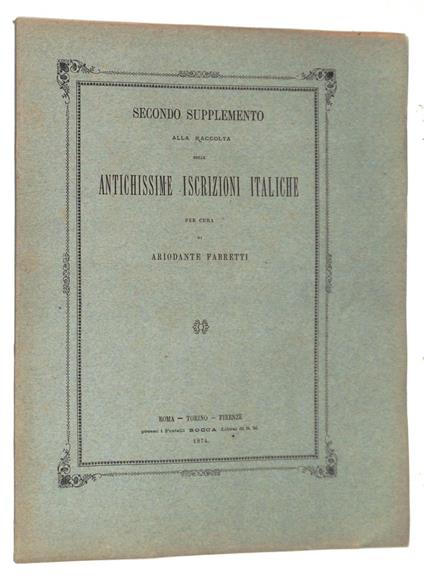 SECONDO SUPPLEMENTO
ALLA RACCOLTA
DELLE
ANTICHISSIME ISCRIZIONI ITALICHE
PER CURA
DI
ARIODANTE FABRETTI
ROMA — TORINO — FIRENZE
presso i Fratelli BOCCA Librai di S. M.
1874.